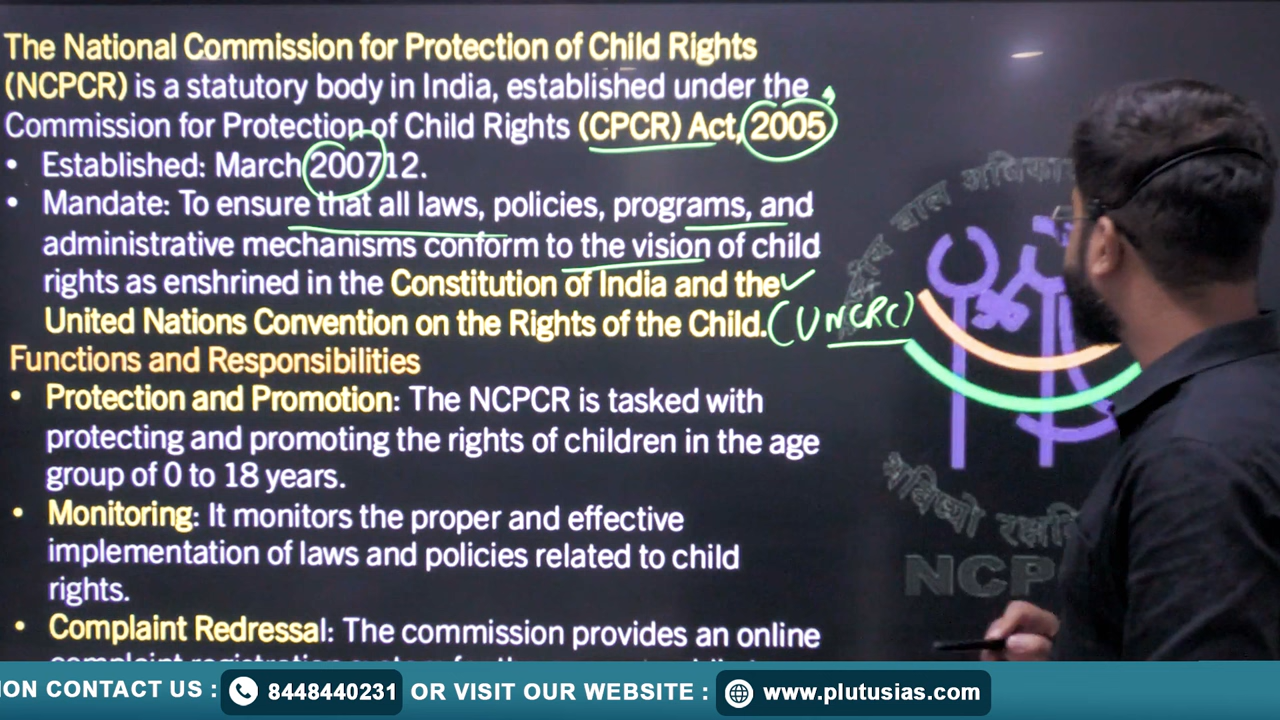 The National Commission for Protection of Child Rights
(NCPCR) is a statutory body in India, established under the
Commission for Protection of Child Rights (CPCR) Act, 2005
• Established: March 200712.
• Mandate: To ensure that all laws, policies, programs, and
administrative mechanisms conform to the vision of child
rights as enshrined in the Constitution of India and the
United Nations Convention on the Rights of the Child. (UNCRC)
Functions and Responsibilities
• Protection and Promotion: The NCPCR is tasked with
protecting and promoting the rights of children in the age
group of 0 to 18 years.
• Monitoring: It monitors the proper and effective
implementation of laws and policies related to child
rights.
• Complaint Redressal: The commission provides an online
बाल अधिकार
NCP
ION CONTACT US : 8448440231 OR VISIT OUR WEBSITE : www.plutusias.com